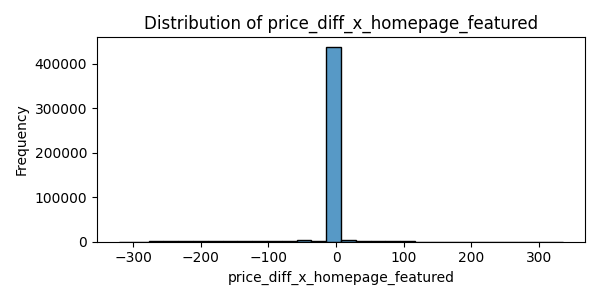 Distribution of price_diff_x_homepage_featured
Frequency
400000
300000
200000
100000
0
−300 −200 −100 0 100 200 300
price_diff_x_homepage_featured